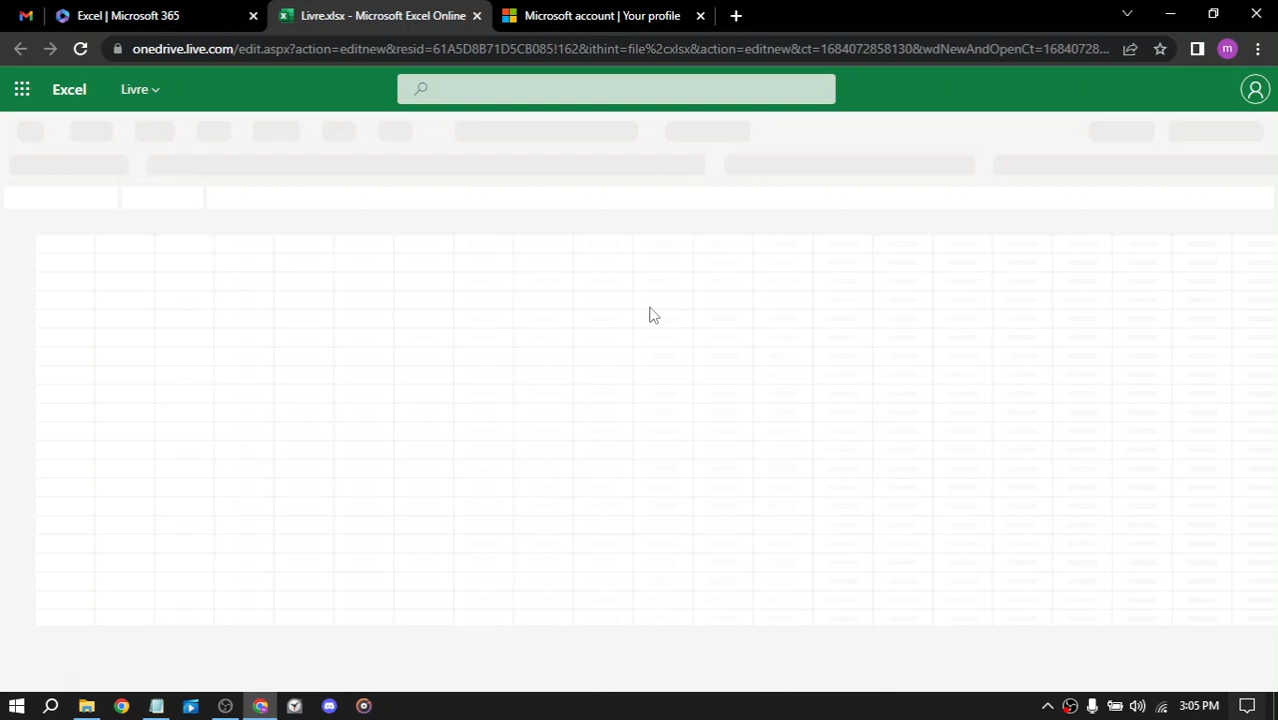 Excel | Microsoft 365
Livre.xlsx - Microsoft Excel Online
Microsoft account | Your profile
onedrive.live.com/edit.aspx?action=editnew&resid=61A5D8B71D5CB085!162&ithint=file%2cxlsx&action=editnew&ct=1684072858130&wdNewAndOpenCt=16840728...
m
Excel
Livre
3:05 PM